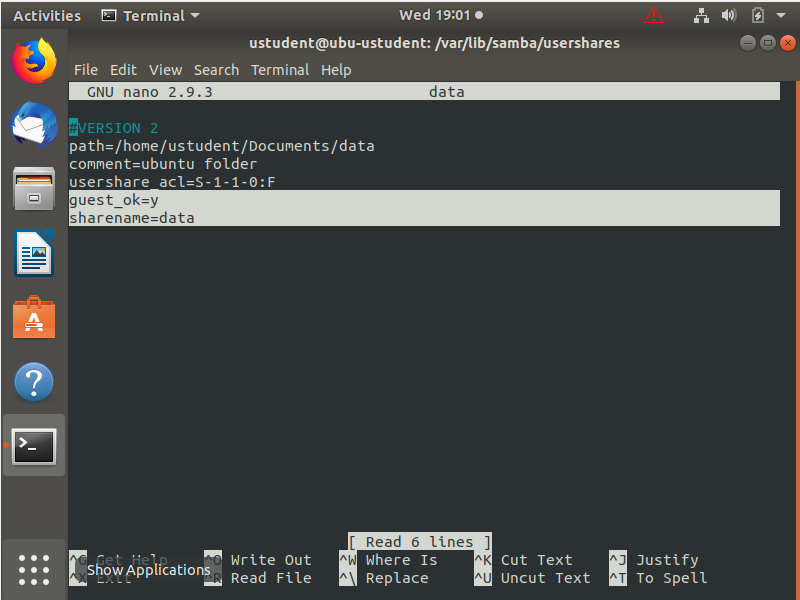 Activities Terminal Wed 19:01
ustudent@ubu-ustudent: /var/lib/samba/usershares
File Edit View Search Terminal Help
GNU nano 2.9.3 data
#VERSION 2
path=/home/ustudent/Documents/data
comment=ubuntu folder
usershare_acl=S-1-1-0:F
guest_ok=y
sharename=data
[ Read 6 lines ]
^G Get Help ^O Write Out ^W Where Is ^K Cut Text ^J Justify
^X Exit ^R Read File ^\ Replace ^U Uncut Text ^T To Spell
Show Applications